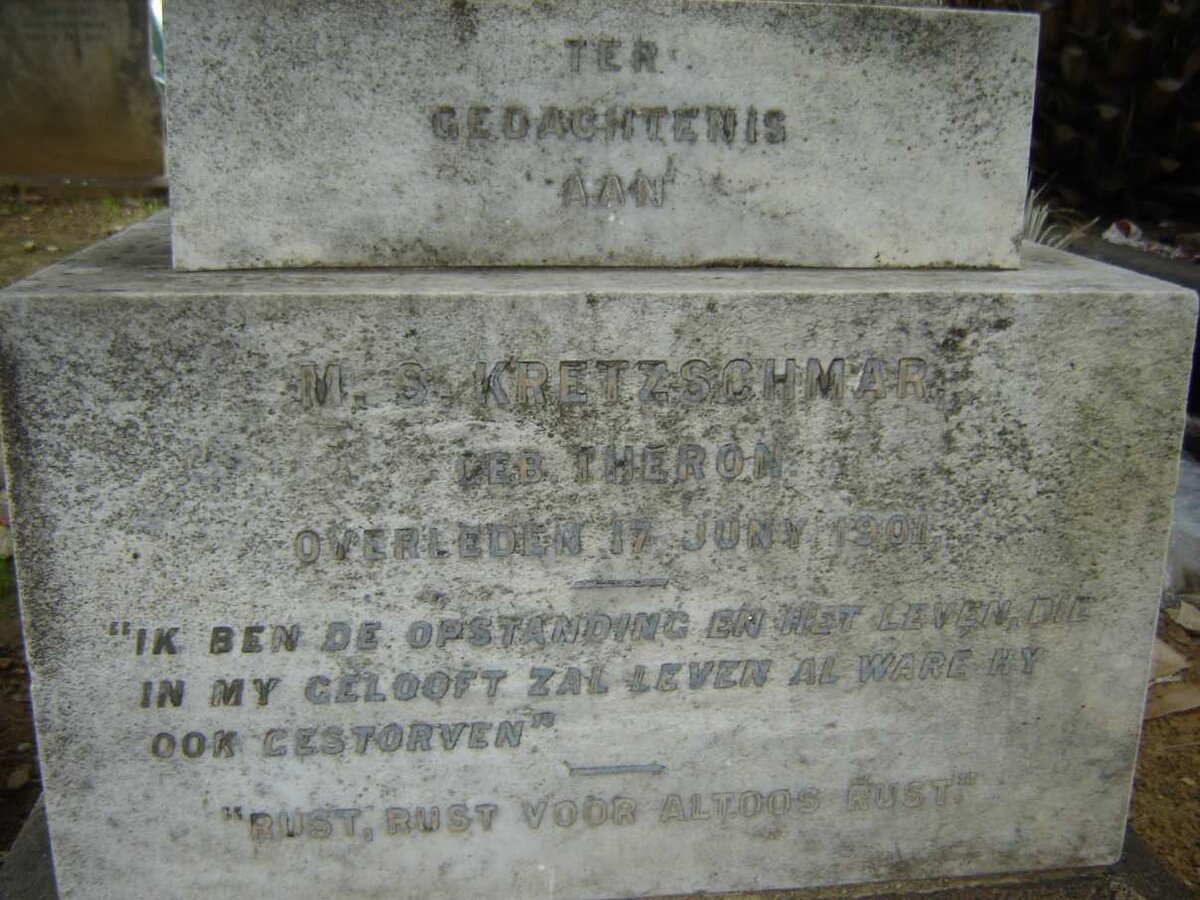 TER
GEDACHTENIS
AAN
M. S. KRETZSCHMAR,
GEB. THERON
OVERLEDEN 17 JUNY 1901.
"IK BEN DE OPSTANDING EN HET LEVEN, DIE
IN MY GELOOFT ZAL LEVEN AL WARE HY
OOK GESTORVEN"
"RUST, RUST VOOR ALTOOS RUST."